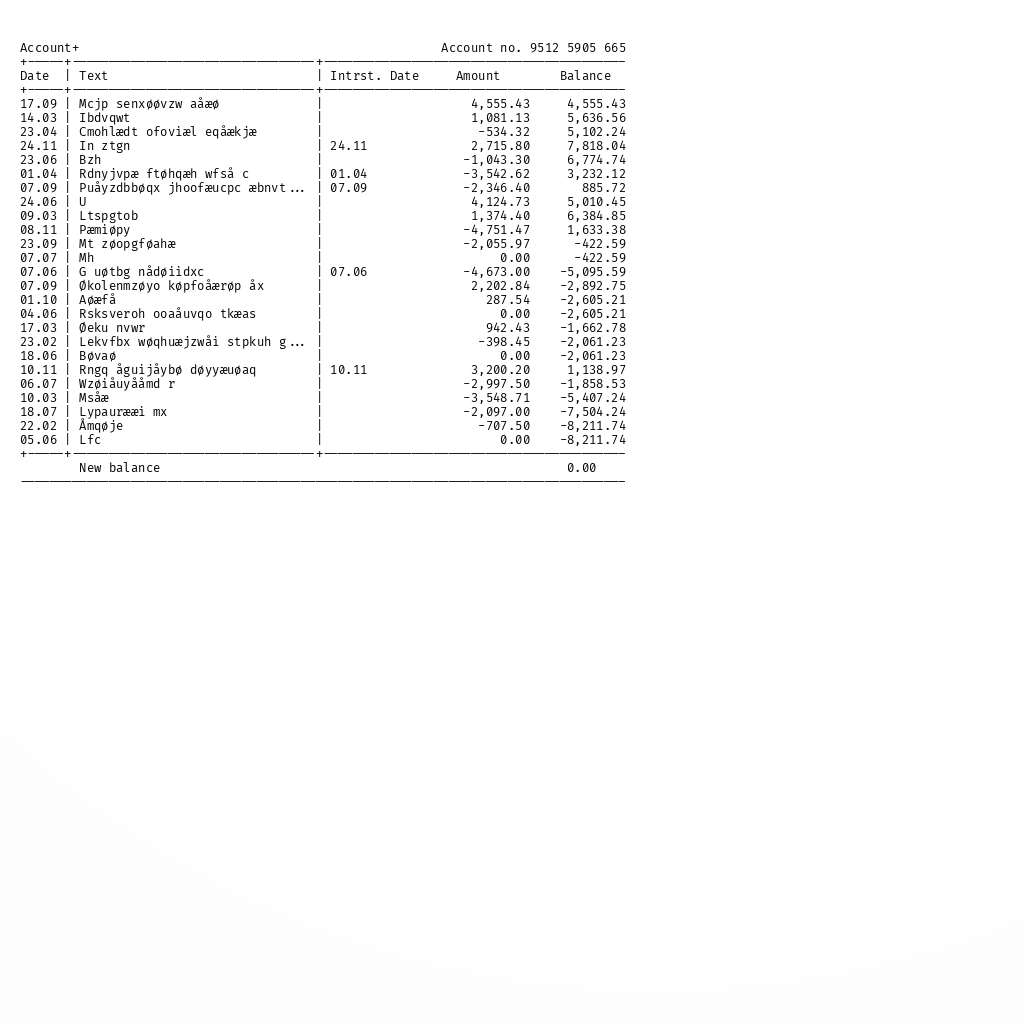 Account+ Account no. 9512 5905 665
Date | Text | Intrst. Date Amount Balance
17.09 | Mcjp senxøøvzw aåæø | 4,555.43 4,555.43
14.03 | Ibdvqwt | 1,081.13 5,636.56
23.04 | Cmohlædt ofoviæl eqåækjæ | -534.32 5,102.24
24.11 | In ztgn | 24.11 2,715.80 7,818.04
23.06 | Bzh | -1,043.30 6,774.74
01.04 | Rdnyjvpæ ftøhqæh wfså c | 01.04 -3,542.62 3,232.12
07.09 | Puåyzdbbøqx jhoofæucpc æbnvt... | 07.09 -2,346.40 885.72
24.06 | U | 4,124.73 5,010.45
09.03 | Ltspgtob | 1,374.40 6,384.85
08.11 | Pæmiøpy | -4,751.47 1,633.38
23.09 | Mt zøopgføahæ | -2,055.97 -422.59
07.07 | Mh | 0.00 -422.59
07.06 | G uøtbg nådøiidxc | 07.06 -4,673.00 -5,095.59
07.09 | Økolenmzøyo køpfoåærøp åx | 2,202.84 -2,892.75
01.10 | Aøæfå | 287.54 -2,605.21
04.06 | Rsksveroh ooaåuvqo tkæas | 0.00 -2,605.21
17.03 | Øeku nvwr | 942.43 -1,662.78
23.02 | Lekvfbx wøqhuæjzwåi stpkuh g... | -398.45 -2,061.23
18.06 | Bøvaø | 0.00 -2,061.23
10.11 | Rngq åguijåybø døyyæuøaq | 10.11 3,200.20 1,138.97
06.07 | Wzøiåuyååmd r | -2,997.50 -1,858.53
10.03 | Msåæ | -3,548.71 -5,407.24
18.07 | Lypaurææi mx | -2,097.00 -7,504.24
22.02 | Åmqøje | -707.50 -8,211.74
05.06 | Lfc | 0.00 -8,211.74
New balance 0.00